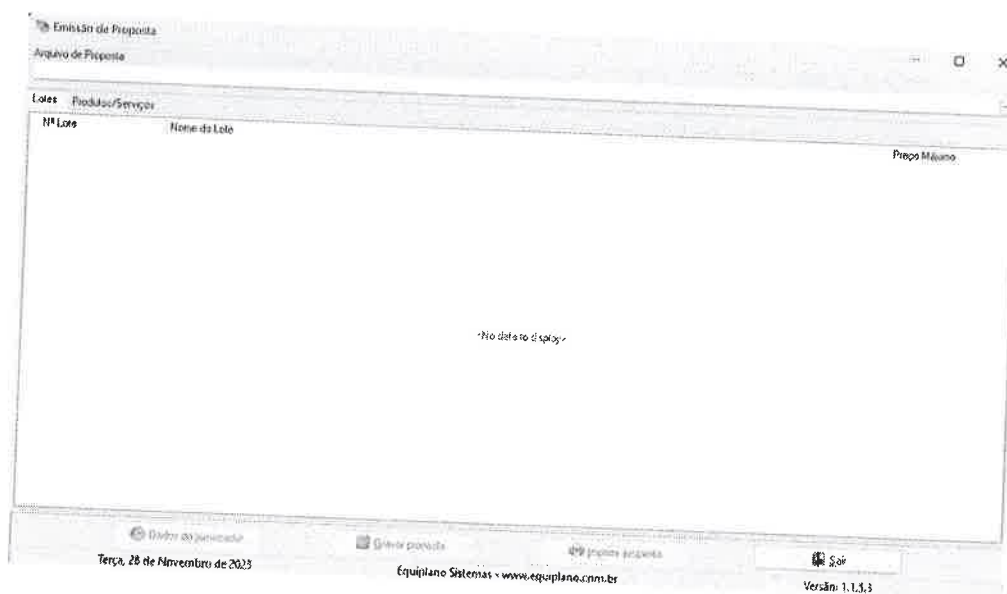 Emissão de Proposta
Arquivo de Proposta
Lotes Produtos/Serviços
Nº Lote Nome do Lote Preço Máximo
<No data to display>
Dados do fornecedor Gravar proposta Imprimir proposta Sair
Terça, 28 de Novembro de 2023 Equiplano Sistemas - www.equiplano.com.br Versão: 1.1.5.3